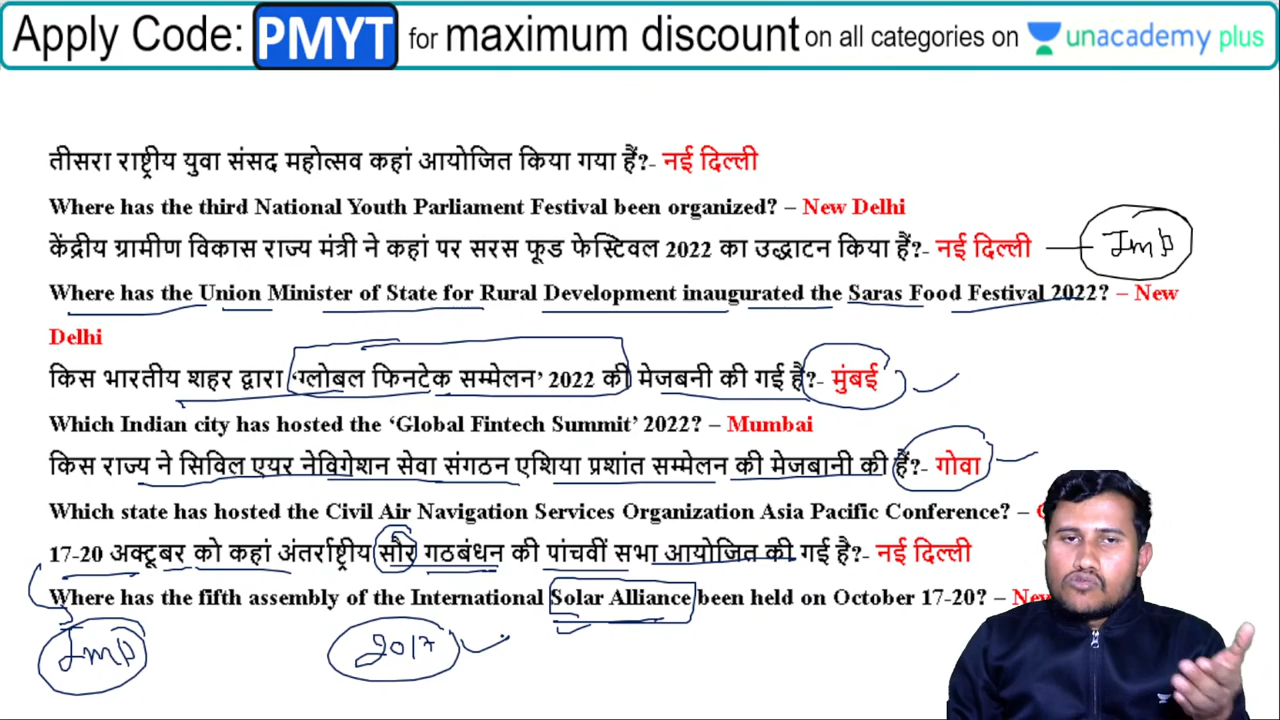 Apply Code: PMYT for maximum discount on all categories on unacademy plus
तीसरा राष्ट्रीय युवा संसद महोत्सव कहां आयोजित किया गया हैं?- नई दिल्ली
Where has the third National Youth Parliament Festival been organized? – New Delhi
केंद्रीय ग्रामीण विकास राज्य मंत्री ने कहां पर सरस फूड फेस्टिवल 2022 का उद्घाटन किया हैं?- नई दिल्ली Imp
Where has the Union Minister of State for Rural Development inaugurated the Saras Food Festival 2022? – New
Delhi
किस भारतीय शहर द्वारा ‘ग्लोबल फिनटेक सम्मेलन’ 2022 की मेजबनी की गई है?- मुंबई
Which Indian city has hosted the ‘Global Fintech Summit’ 2022? – Mumbai
किस राज्य ने सिविल एयर नेविगेशन सेवा संगठन एशिया प्रशांत सम्मेलन की मेजबानी की हैं?- गोवा
Which state has hosted the Civil Air Navigation Services Organization Asia Pacific Conference? –
17-20 अक्टूबर को कहां अंतर्राष्ट्रीय सौर गठबंधन की पांचवीं सभा आयोजित की गई है?- नई दिल्ली
Where has the fifth assembly of the International Solar Alliance been held on October 17-20? – New
Imp 2017